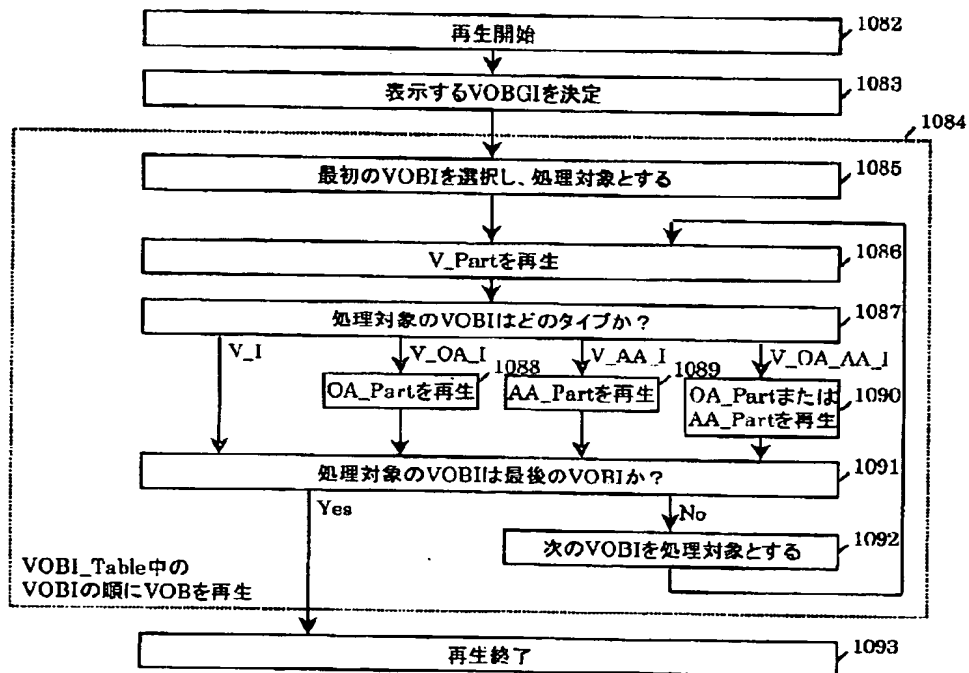 再生開始
1082
表示するVOBGIを決定
1083
1084
最初のVOBIを選択し、処理対象とする
1085
V_Partを再生
1086
処理対象のVOBIはどのタイプか？
1087
V_I
V_OA_I
V_AA_I
V_OA_AA_I
OA_Partを再生
1088
AA_Partを再生
1089
OA_Partまたは
AA_Partを再生
1090
処理対象のVOBIは最後のVOBIか？
1091
Yes
No
次のVOBIを処理対象とする
1092
VOBI_Table中の
VOBIの順にVOBを再生
再生終了
1093